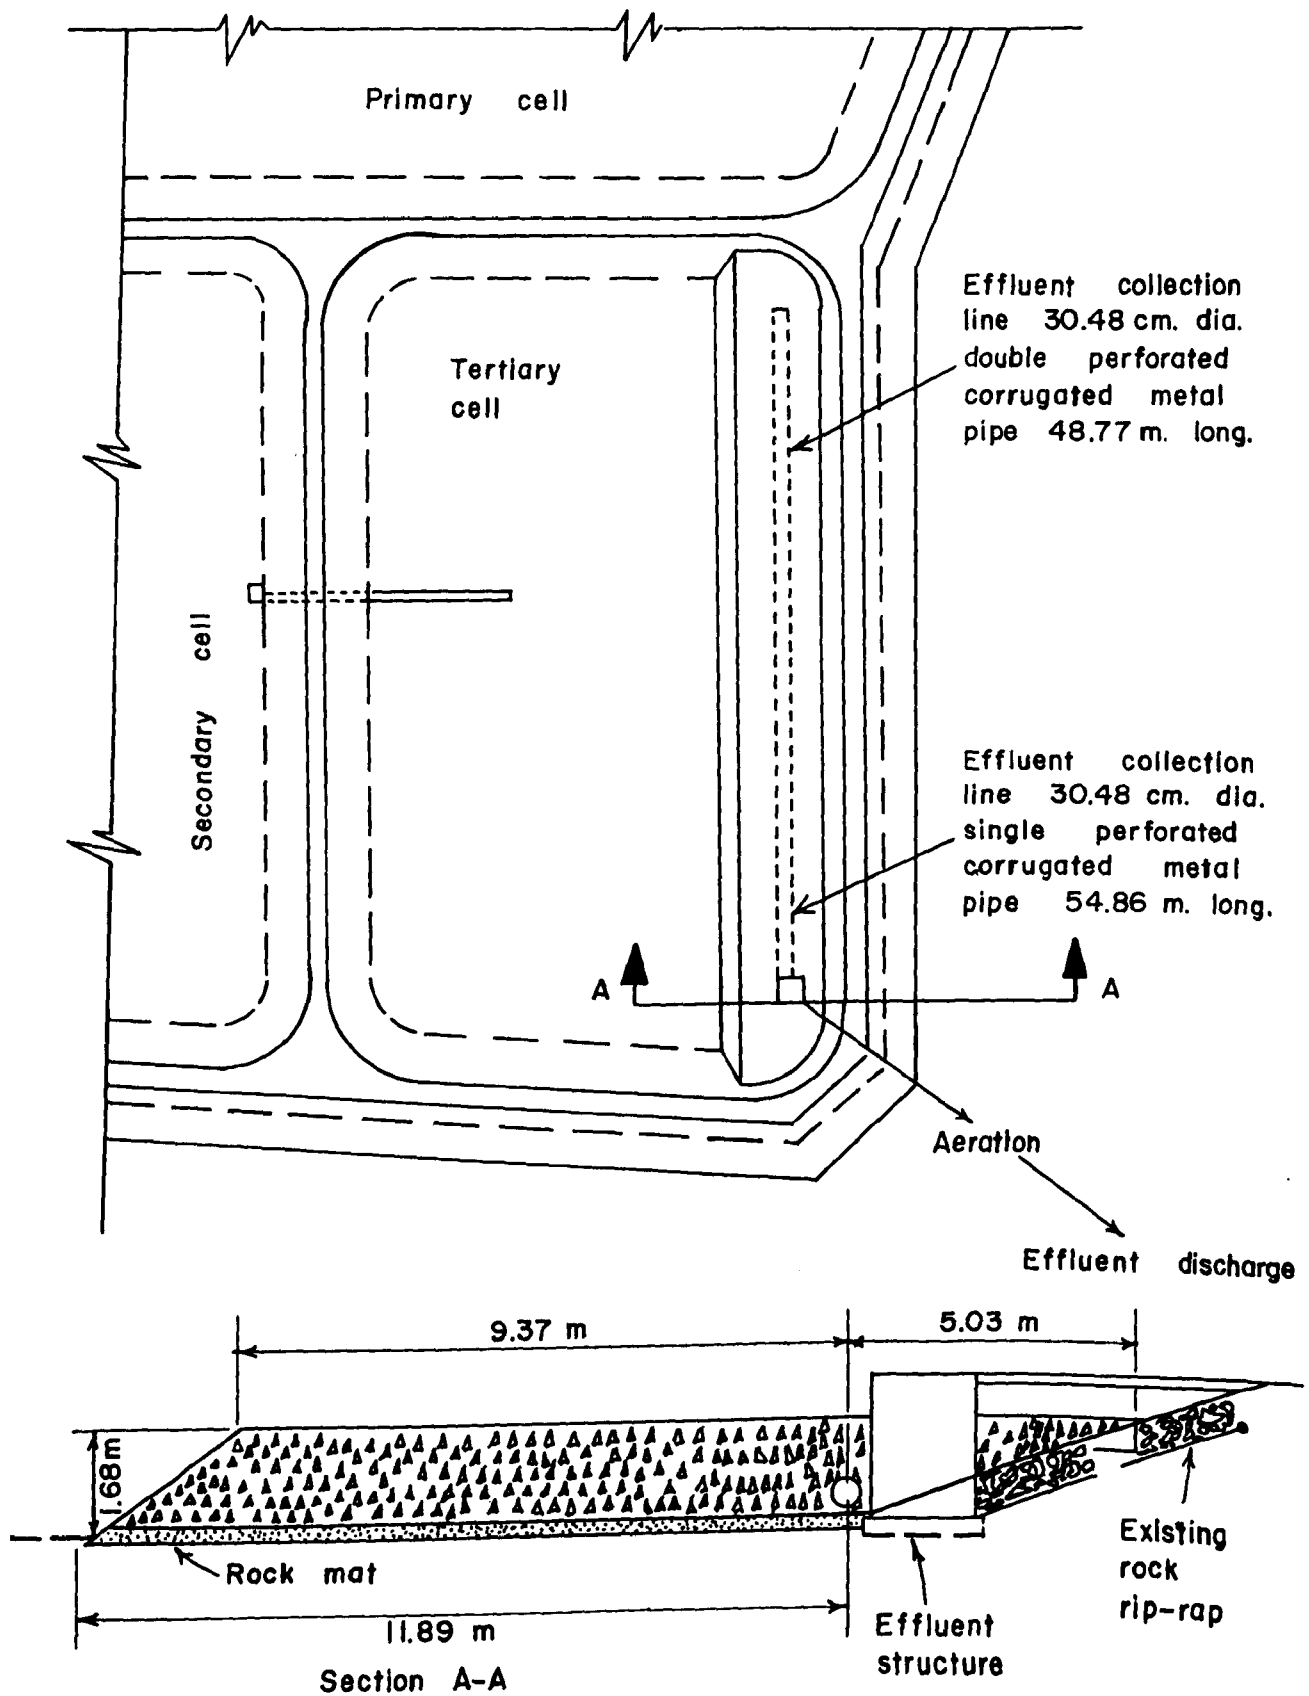 Primary cell
Effluent collection
line 30.48 cm. dia.
double perforated
corrugated metal
pipe 48.77 m. long.
Tertiary
cell
Secondary cell
Effluent collection
line 30.48 cm. dia.
single perforated
corrugated metal
pipe 54.86 m. long.
A
A
Aeration
Effluent discharge
9.37 m
5.03 m
1.68m
Rock mat
Existing
rock
rip-rap
11.89 m
Effluent
structure
Section A-A